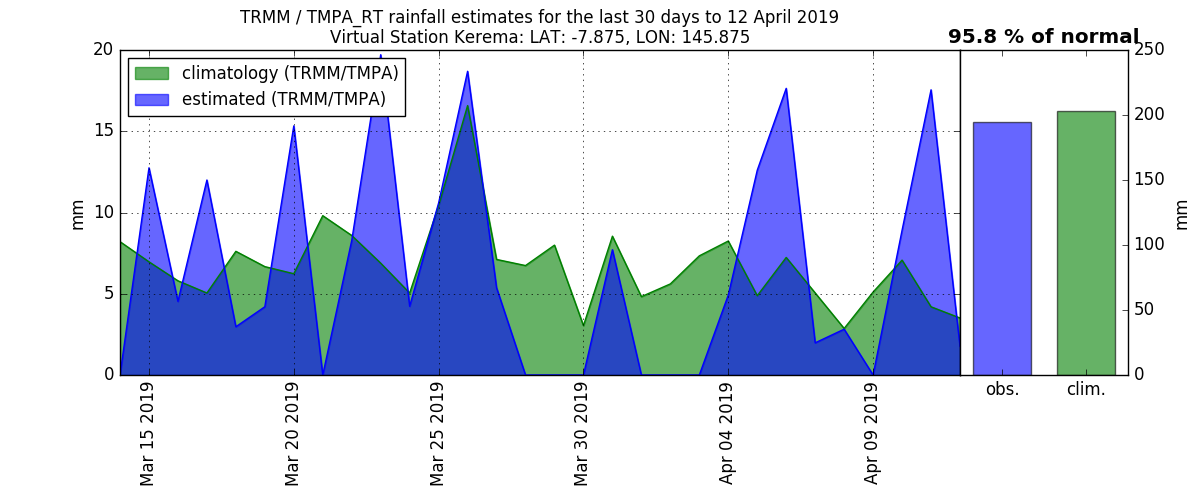 TRMM / TMPA_RT rainfall estimates for the last 30 days to 12 April 2019
Virtual Station Kerema: LAT: -7.875, LON: 145.875
95.8 % of normal
climatology (TRMM/TMPA)
estimated (TRMM/TMPA)
mm
20
15
10
5
0
Mar 15 2019
Mar 20 2019
Mar 25 2019
Mar 30 2019
Apr 04 2019
Apr 09 2019
250
200
150
100
50
0
mm
obs.
clim.